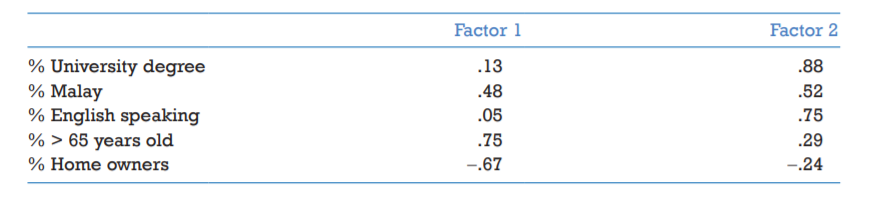 Factor 1 Factor 2
% University degree .13 .88
% Malay .48 .52
% English speaking .05 .75
% > 65 years old .75 .29
% Home owners –.67 –.24